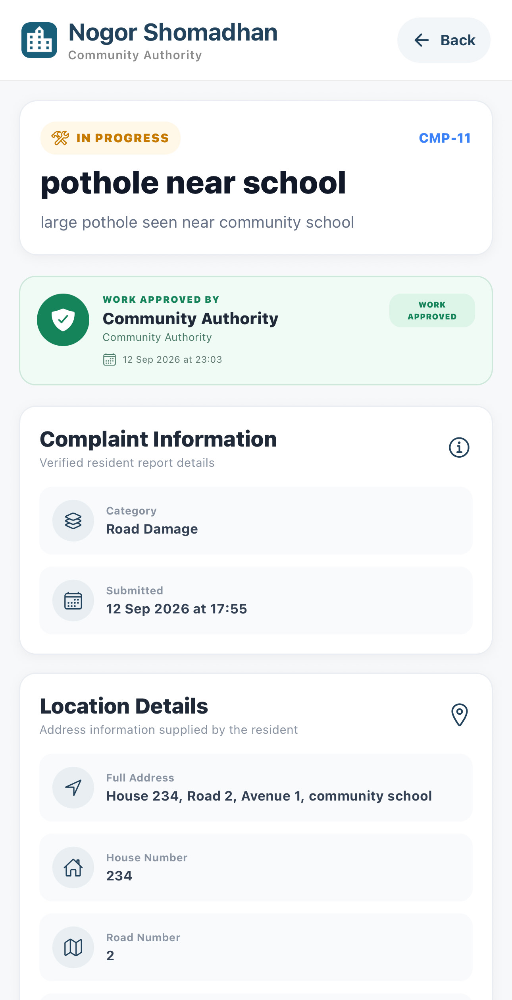 Nogor Shomadhan
Community Authority
Back
IN PROGRESS
CMP-11
pothole near school
large pothole seen near community school
WORK APPROVED BY
Community Authority
Community Authority
12 Sep 2026 at 23:03
WORK
APPROVED
Complaint Information
Verified resident report details
Category
Road Damage
Submitted
12 Sep 2026 at 17:55
Location Details
Address information supplied by the resident
Full Address
House 234, Road 2, Avenue 1, community school
House Number
234
Road Number
2